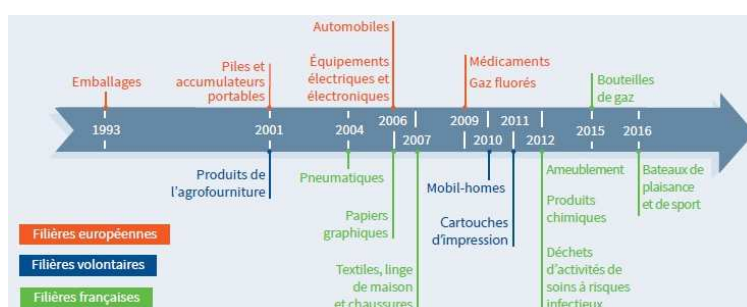 Automobiles
Équipements
électriques et
électroniques
Piles et
accumulateurs
portables
Emballages
Médicaments
Gaz fluorés
Bouteilles
de gaz
1993
2001
2004
2006
2007
2009
2010
2011
2012
2015
2016
Produits de
l'agrofourniture
Pneumatiques
Papiers
graphiques
Textiles, linge
de maison
et chaussures
Mobil-homes
Cartouches
d'impression
Ameublement
Produits
chimiques
Déchets
d'activités de
soins à risques
infectieux
Bateaux de
plaisance
et de sport
Filières européennes
Filières volontaires
Filières françaises